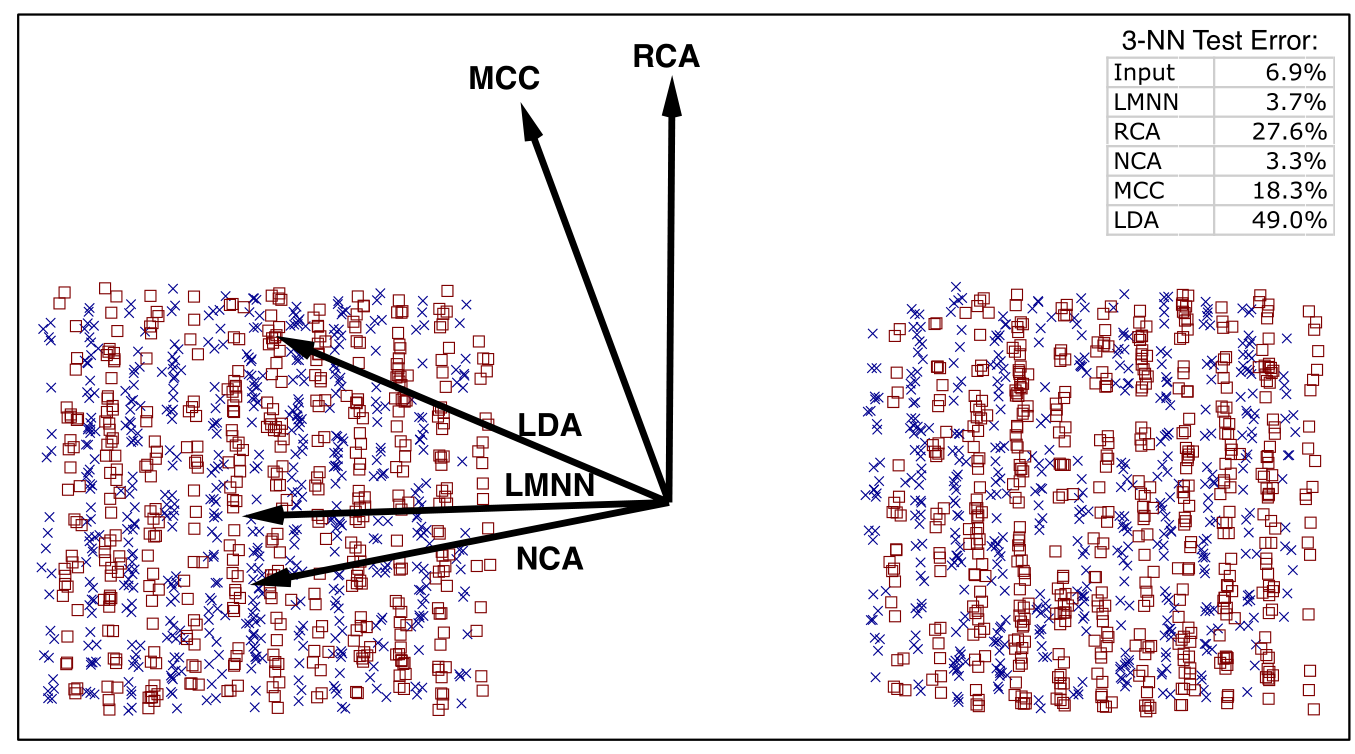 RCA
MCC
3-NN Test Error:
Input 6.9%
LMNN 3.7%
RCA 27.6%
NCA 3.3%
MCC 18.3%
LDA 49.0%
LDA
LMNN
NCA